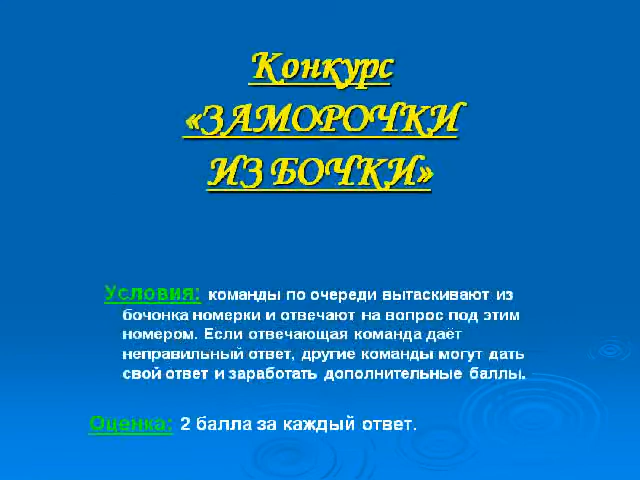 Конкурс
«ЗАМОРОЧКИ
ИЗ БОЧКИ»
Условия: команды по очереди вытаскивают из
бочонка номерки и отвечают на вопрос под этим
номером. Если отвечающая команда даёт
неправильный ответ, другие команды могут дать
свой ответ и заработать дополнительные баллы.
Оценка: 2 балла за каждый ответ.